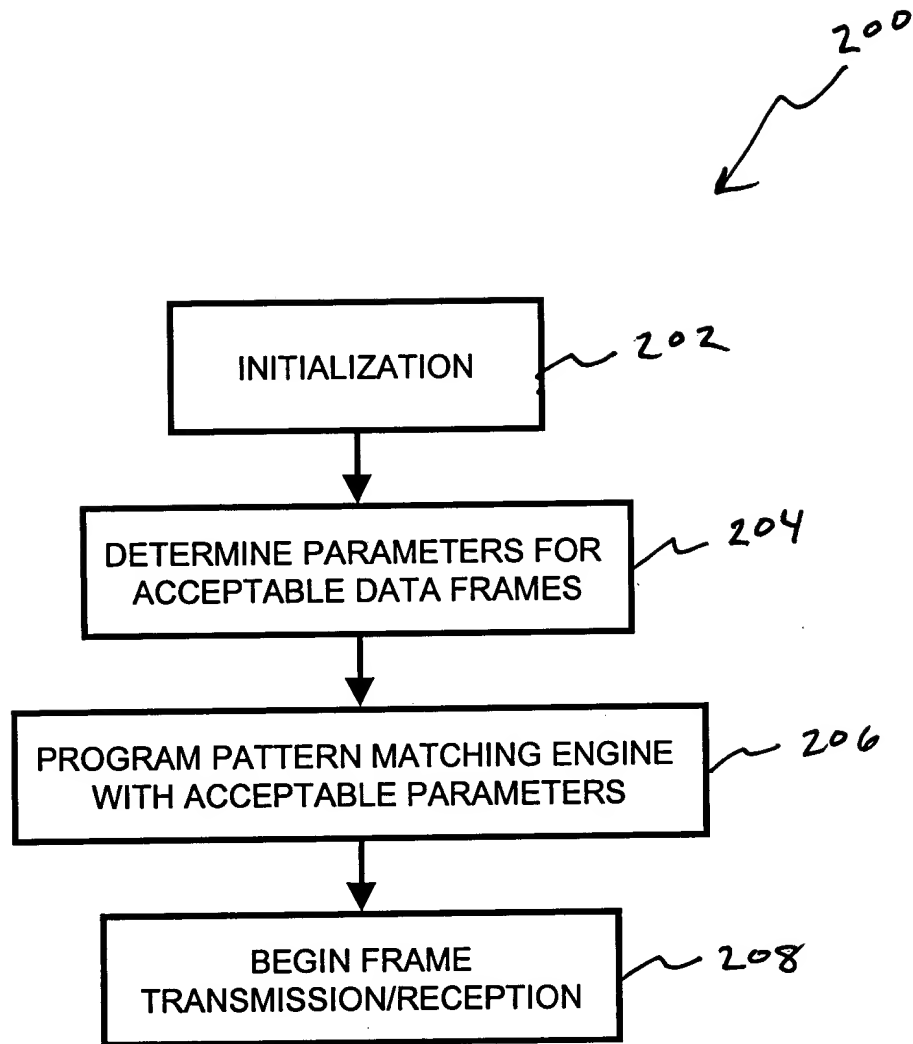 200
INITIALIZATION
202
DETERMINE PARAMETERS FOR
ACCEPTABLE DATA FRAMES
204
PROGRAM PATTERN MATCHING ENGINE
WITH ACCEPTABLE PARAMETERS
206
BEGIN FRAME
TRANSMISSION/RECEPTION
208